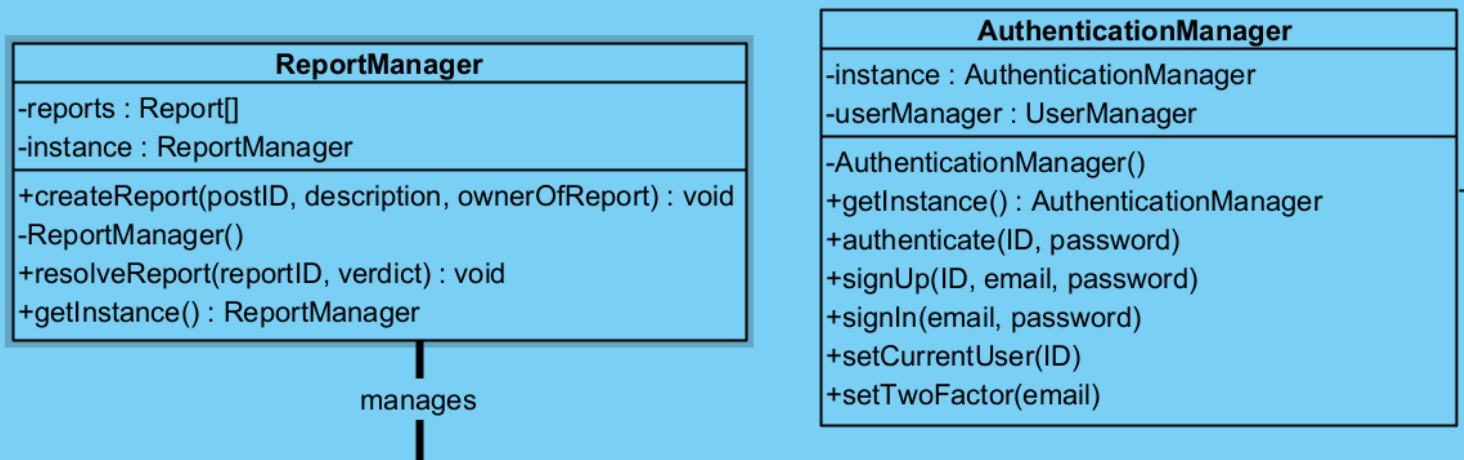 ReportManager
-reports : Report[]
-instance : ReportManager
+createReport(postID, description, ownerOfReport) : void
-ReportManager()
+resolveReport(reportID, verdict) : void
+getInstance() : ReportManager
manages
AuthenticationManager
-instance : AuthenticationManager
-userManager : UserManager
-AuthenticationManager()
+getInstance() : AuthenticationManager
+authenticate(ID, password)
+signUp(ID, email, password)
+signIn(email, password)
+setCurrentUser(ID)
+setTwoFactor(email)